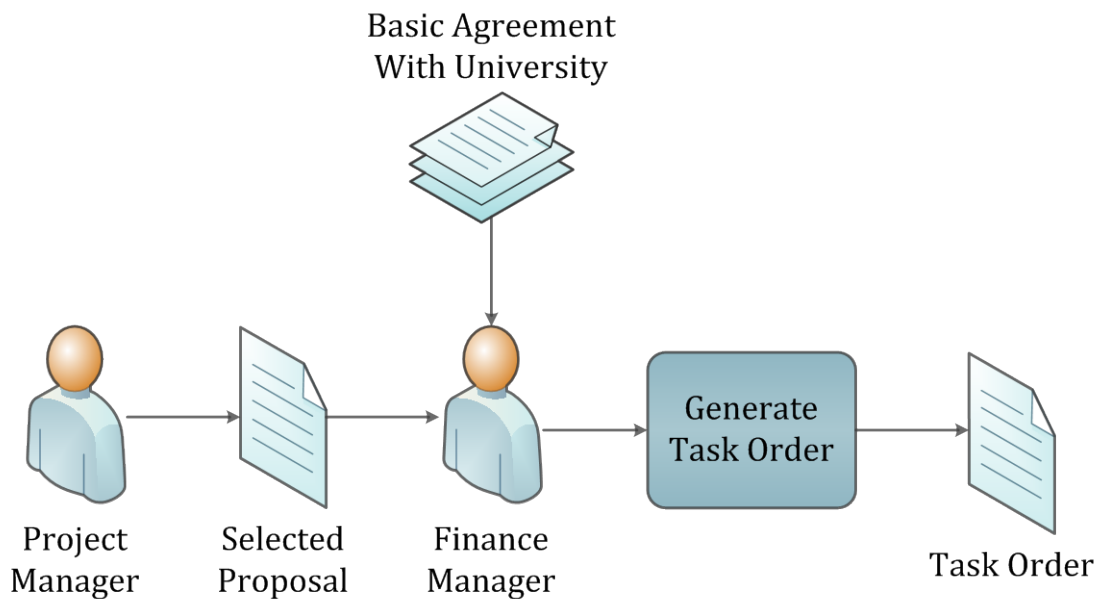 Basic Agreement
With University
Generate
Task Order
Project
Manager
Selected
Proposal
Finance
Manager
Task Order